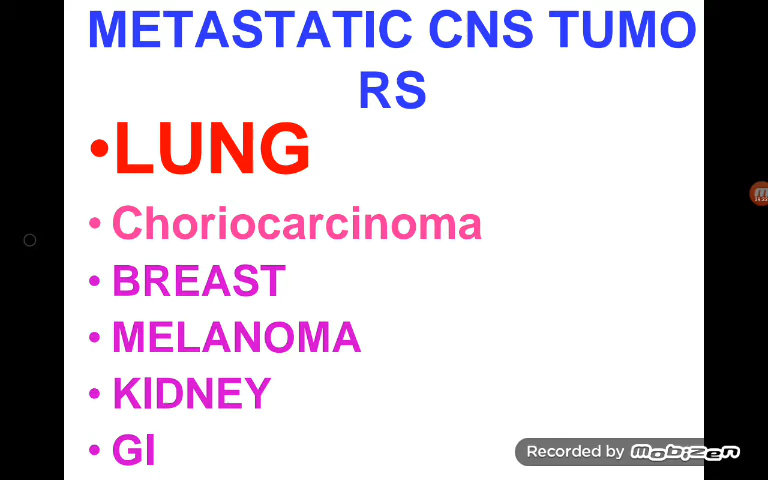 METASTATIC CNS TUMO
RS
•LUNG
• Choriocarcinoma
• BREAST
• MELANOMA
• KIDNEY
• GI
Recorded by mobizen